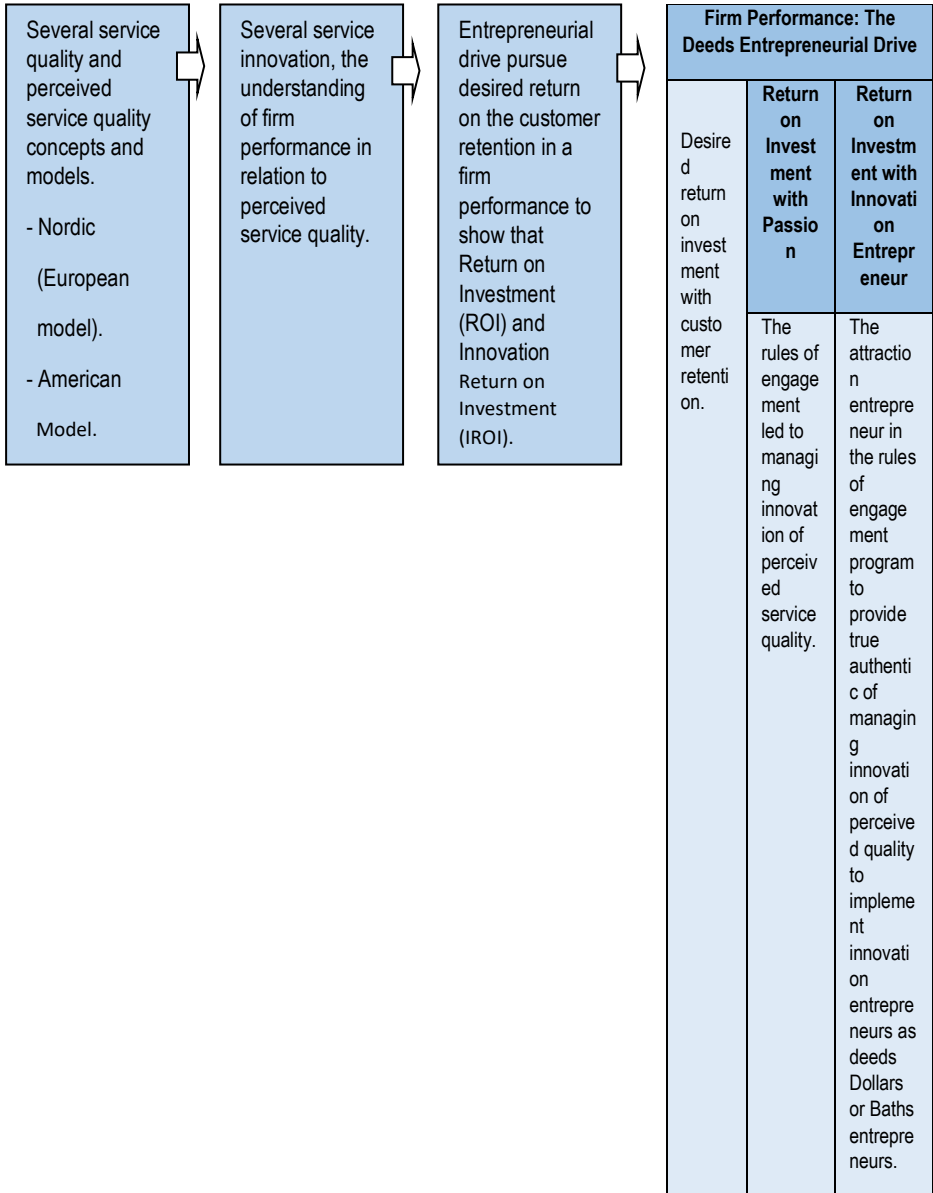 Several service
quality and
perceived
service quality
concepts and
models.
- Nordic
(European
model).
- American
Model.
Several service
innovation, the
understanding
of firm
performance in
relation to
perceived
service quality.
Entrepreneurial
drive pursue
desired return
on the customer
retention in a
firm
performance to
show that
Return on
Investment
(ROI) and
Innovation
Return on
Investment
(IROI).
Firm Performance: The
Deeds Entrepreneurial Drive
Desire
d
return
on
invest
ment
with
custo
mer
retenti
on.
Return
on
Invest
ment
with
Passio
n
The
rules of
engage
ment
led to
managi
ng
innovat
ion of
perceiv
ed
service
quality.
Return
on
Investm
ent with
Innovati
on
Entrepr
eneur
The
attractio
n
entrepre
neur in
the rules
of
engage
ment
program
to
provide
true
authenti
c of
managin
g
innovati
on of
perceive
d quality
to
impleme
nt
innovati
on
entrepre
neurs as
deeds
Dollars
or Baths
entrepre
neurs.